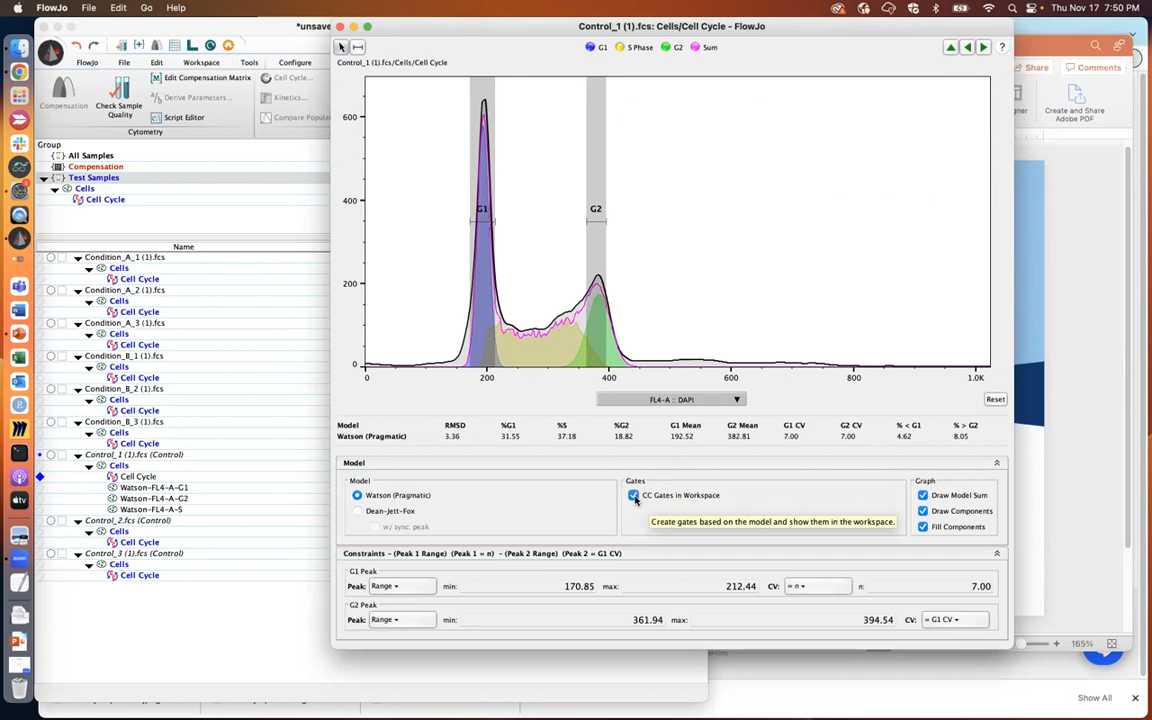 FlowJo File Edit View Go Help Thu Nov 17 7:50 PM
*unsave Control_1 (1).fcs: Cells/Cell Cycle - FlowJo
G1 S Phase G2 Sum ?
Control_1 (1).fcs/Cells/Cell Cycle
FlowJo File Edit Workspace Tools Configure
Share Comments
Compensation
Check Sample
Quality
Edit Compensation Matrix
Derive Parameters...
Script Editor
Cell Cycle...
Kinetics...
Compare Popula
Cytometry
Create and Share
Adobe PDF
Group
All Samples
Compensation
Test Samples
Cells
Cell Cycle
Name
Condition_A_1 (1).fcs
Cells
Cell Cycle
Condition_A_2 (1).fcs
Cells
Cell Cycle
Condition_A_3 (1).fcs
Cells
Cell Cycle
Condition_B_1 (1).fcs
Cells
Cell Cycle
Condition_B_2 (1).fcs
Cells
Cell Cycle
Condition_B_3 (1).fcs
Cells
Cell Cycle
Control_1 (1).fcs (Control)
Cells
Cell Cycle
Watson-FL4-A-G1
Watson-FL4-A-G2
Watson-FL4-A-S
Control_2.fcs (Control)
Cells
Cell Cycle
Control_3 (1).fcs (Control)
Cells
Cell Cycle
600
400
200
0
G1 G2
0 200 400 600 800 1.0K
FL4-A :: DAPI Reset
Model RMSD %G1 %S %G2 G1 Mean G2 Mean G1 CV G2 CV % < G1 % > G2
Watson (Pragmatic) 3.36 31.55 37.18 18.82 192.52 382.81 7.00 7.00 4.62 8.05
Model
Model Gates Graph
Watson (Pragmatic) CC Gates in Workspace Draw Model Sum
Dean-Jett-Fox Draw Components
w/ sync. peak Fill Components
Create gates based on the model and show them in the workspace.
Constraints - (Peak 1 Range) (Peak 1 = n) - (Peak 2 Range) (Peak 2 = G1 CV)
G1 Peak
Peak: Range min: 170.85 max: 212.44 CV: = n n: 7.00
G2 Peak
Peak: Range min: 361.94 max: 394.54 CV: = G1 CV
165%
Show All